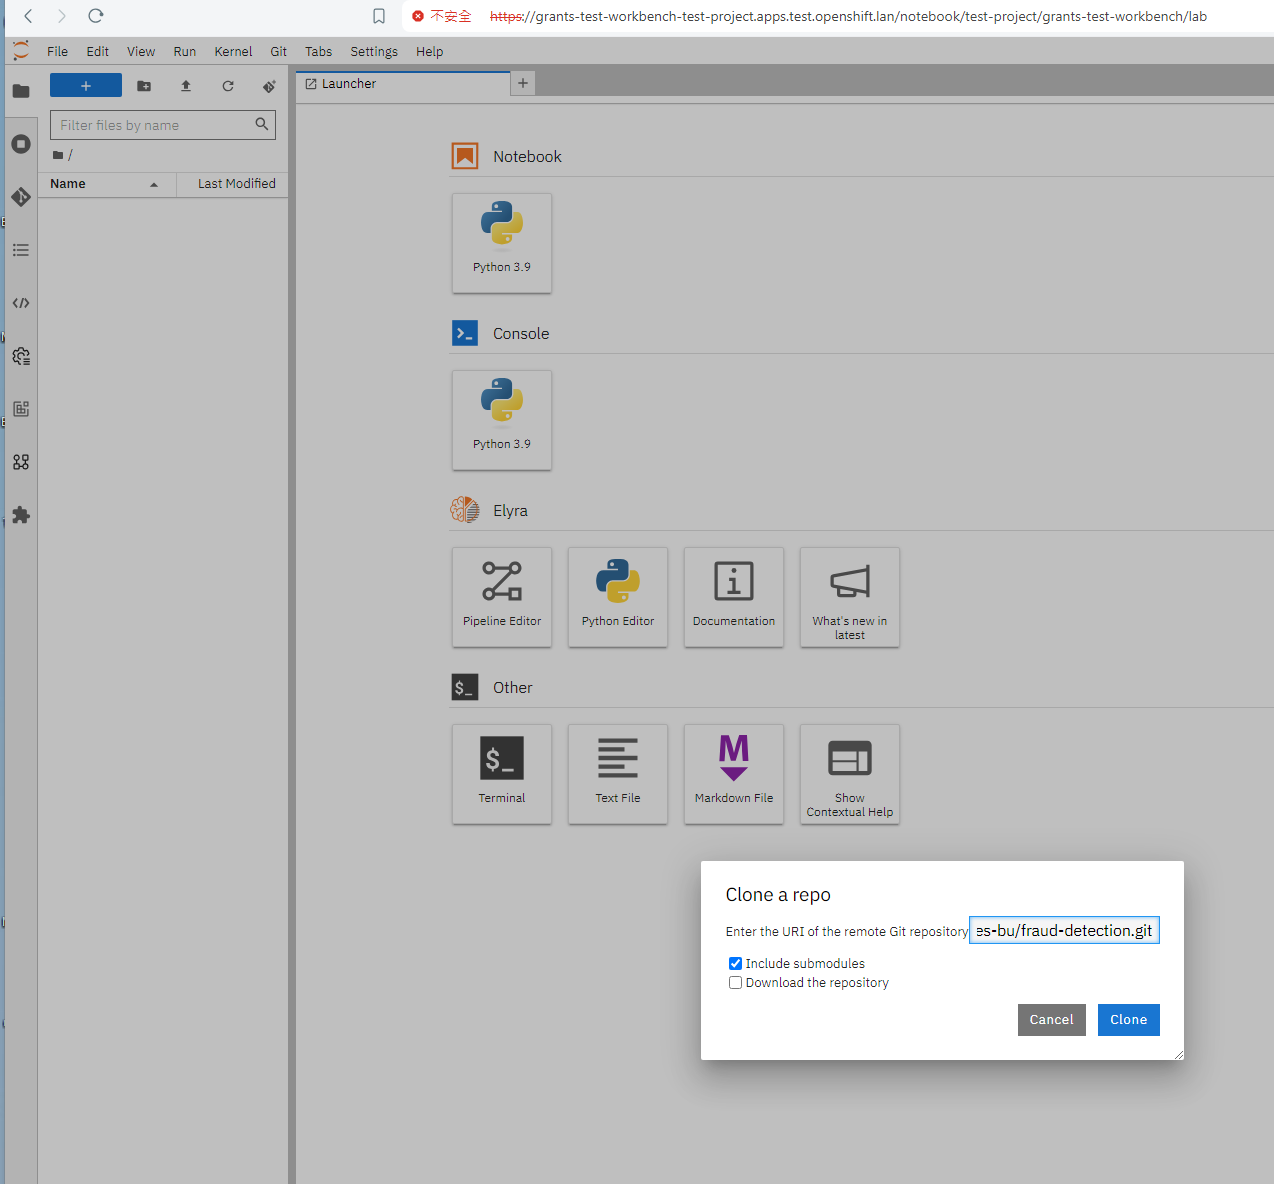 不安全 https://grants-test-workbench-test-project.apps.test.openshift.lan/notebook/test-project/grants-test-workbench/lab
File Edit View Run Kernel Git Tabs Settings Help
+
Launcher +
Filter files by name
/
Name Last Modified
Notebook
Python 3.9
Console
Python 3.9
Elyra
Pipeline Editor
Python Editor
Documentation
What's new in
latest
$_ Other
$_
Terminal
Text File
M
Markdown File
Show
Contextual Help
Clone a repo
Enter the URI of the remote Git repository es-bu/fraud-detection.git
Include submodules
Download the repository
Cancel Clone